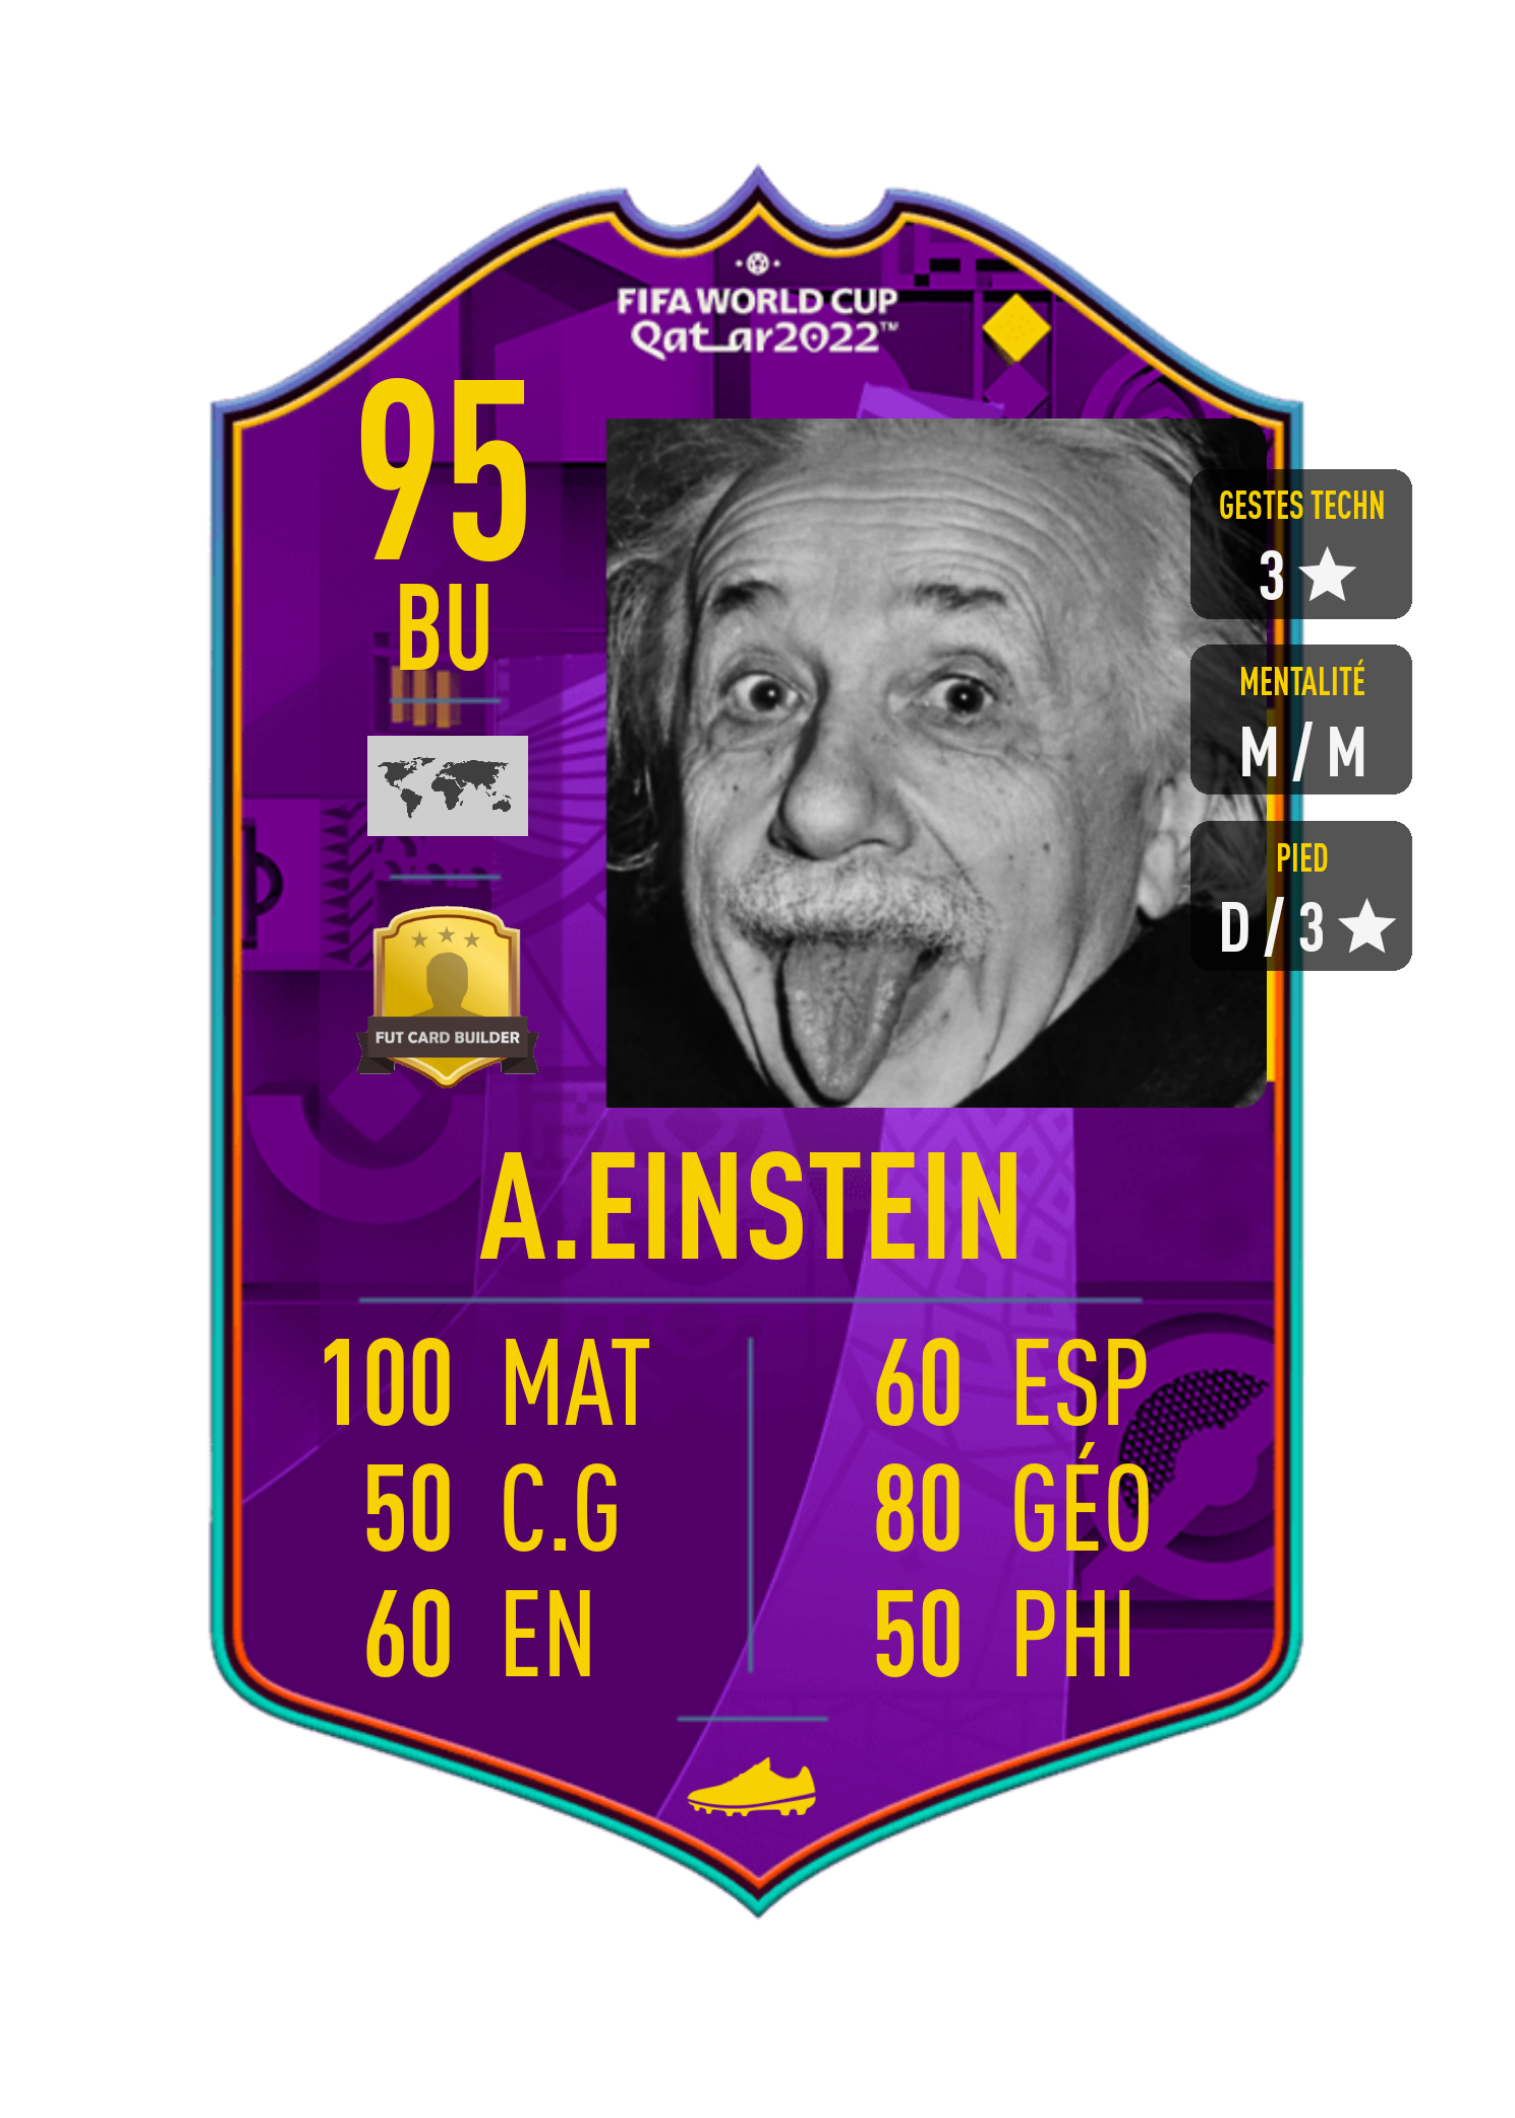 FIFA WORLD CUP
Qatar2022™
95
BU
GESTES TECHN
3
MENTALITÉ
M / M
PIED
D / 3
FUT CARD BUILDER
A.EINSTEIN
100 MAT
50 C.G
60 EN
60 ESP
80 GÉO
50 PHI